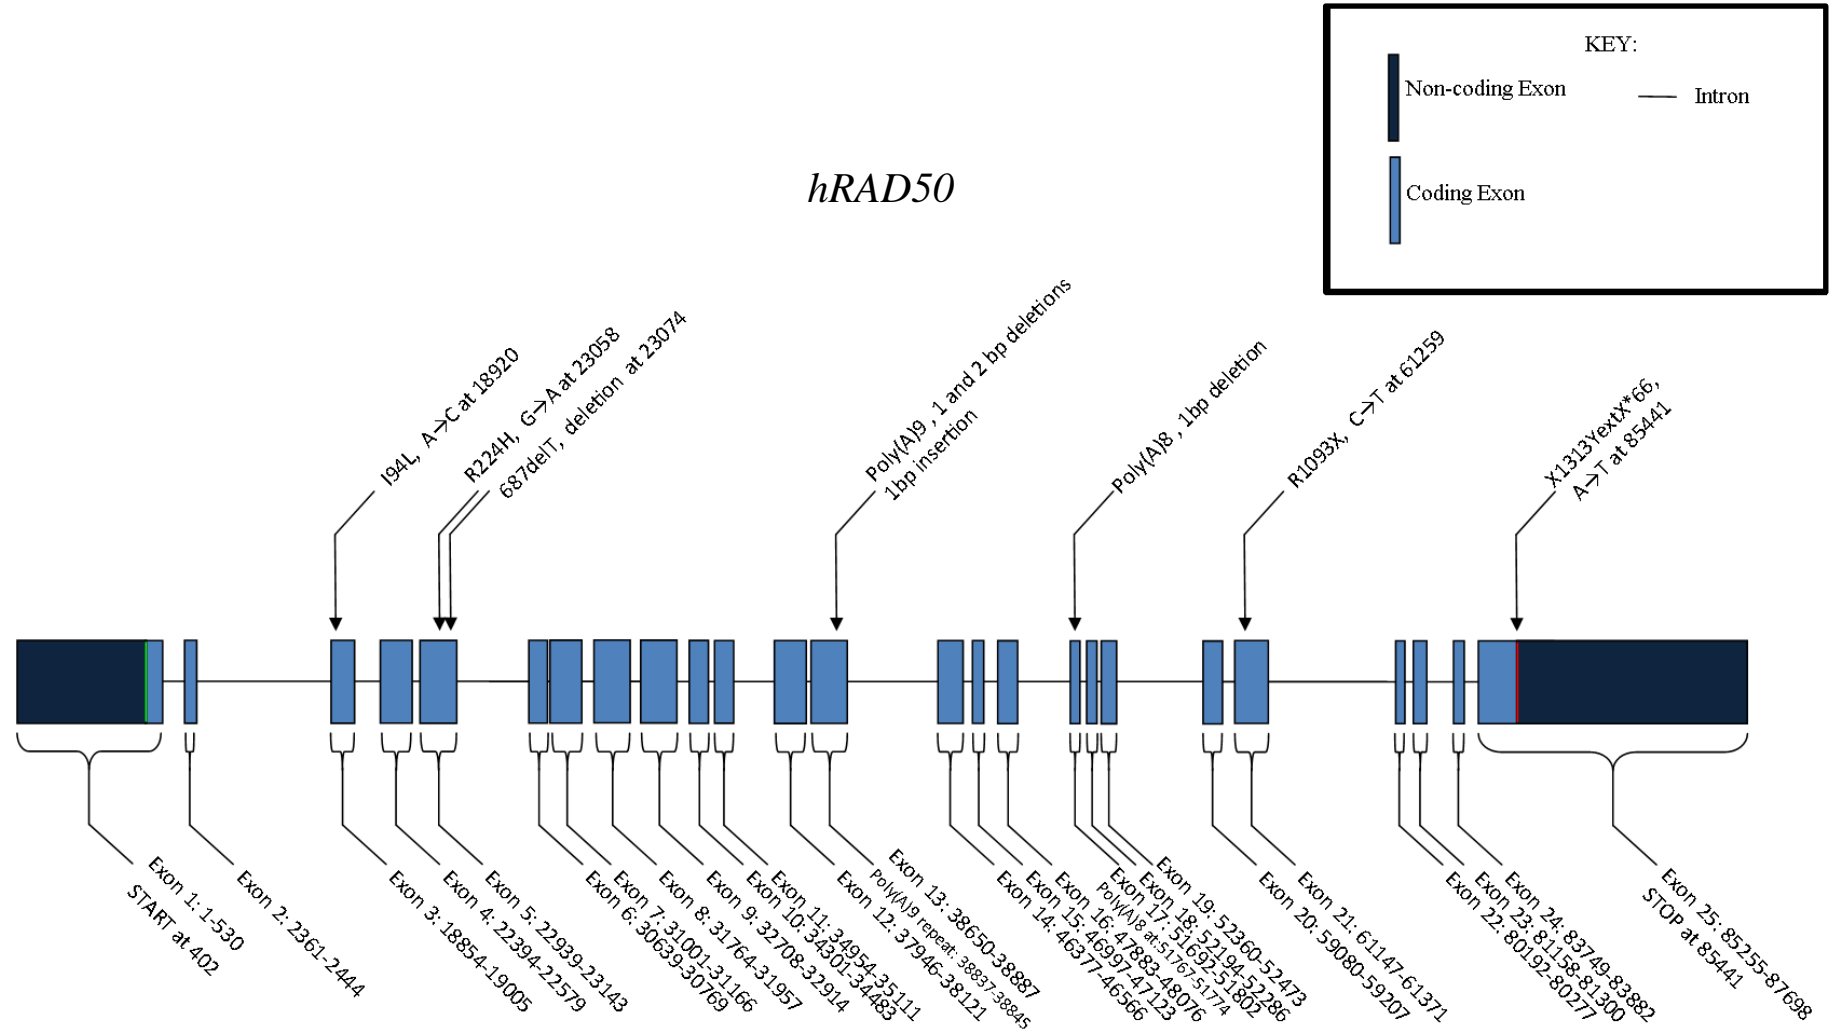 KEY:
Non-coding Exon
Intron
Coding Exon
hRAD50
I94L, A→C at 18920
R224H, G→A at 23058
687delT, deletion at 23074
Poly(A)9 , 1 and 2 bp deletions
1bp insertion
Poly(A)8 , 1bp deletion
R1093X, C→T at 61259
X1313YextX*66,
A→T at 85441
Exon 1: 1-530
START at 402
Exon 2: 2361-2444
Exon 3: 18854-19005
Exon 4: 22394-22579
Exon 5: 22939-23143
Exon 6: 30639-30769
Exon 7: 31001-31166
Exon 8: 31764-31957
Exon 9: 32708-32914
Exon 10: 34301-34483
Exon 11: 34954-35111
Exon 12: 37946-38121
Exon 13: 38650-38887
Poly(A)9 repeat: 38837-38845
Exon 14: 46377-46566
Exon 15: 46997-47123
Exon 16: 47883-48076
Exon 17: 51692-51802
Poly(A)8 at:51767-51774
Exon 18: 52194-52286
Exon 19: 52360-52473
Exon 20: 59080-59207
Exon 21: 61147-61371
Exon 22: 80192-80277
Exon 23: 81158-81300
Exon 24: 83749-83882
Exon 25: 85255-87698
STOP at 85441